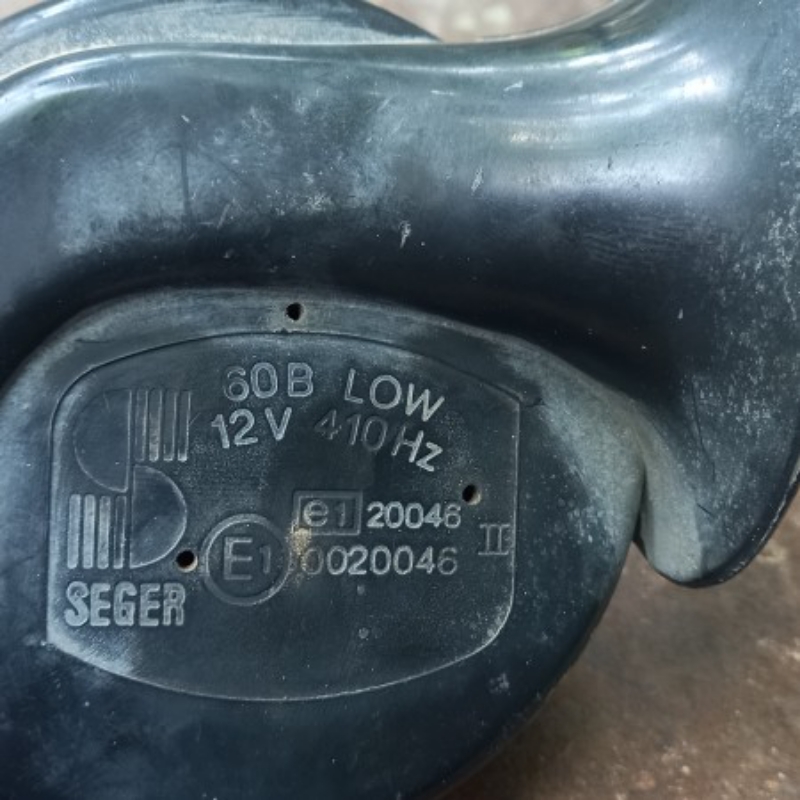 60B LOW
12V 410Hz
e1 20046
II
E1 0020046
SEGER